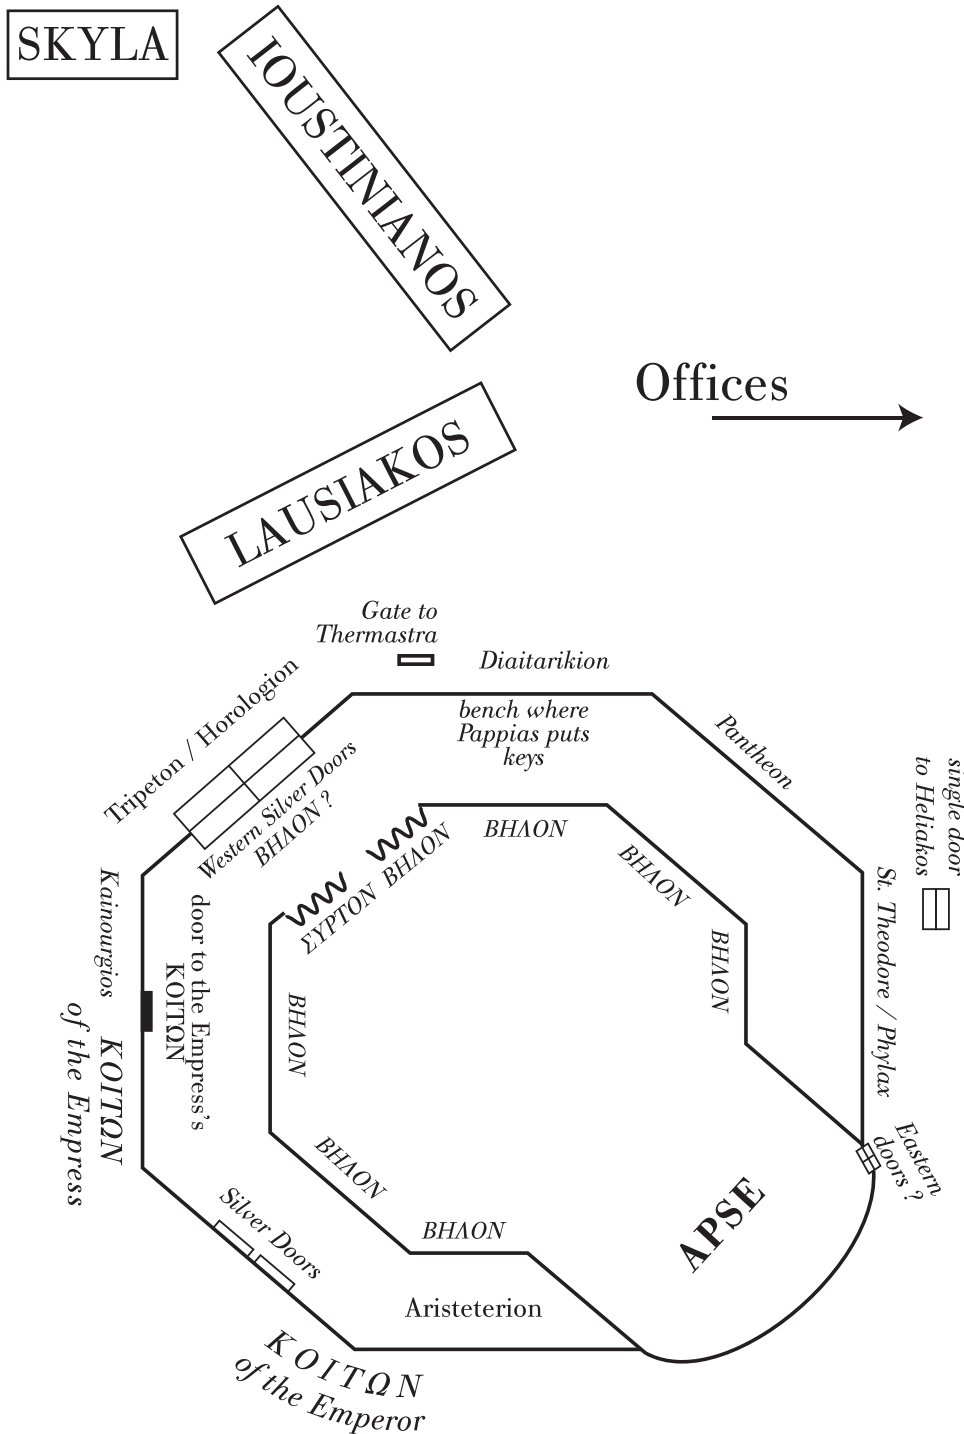 SKYLA
IOUSTINIANOS
Offices
LAUSIAKOS
Gate to
Thermastra
Diaitarikion
bench where
Pappias puts
keys
Pantheon
Tripeton / Horologion
Western Silver Doors
ΒΗΛΟΝ ?
single door
to Heliakos
ΣΥΡΤΟΝ ΒΗΛΟΝ
ΒΗΛΟΝ
ΒΗΛΟΝ
ΒΗΛΟΝ
St. Theodore / Phylax
Kainourgios
door to the Empress's
ΚΟΙΤΩΝ
ΚΟΙΤΩΝ
of the Empress
ΒΗΛΟΝ
ΒΗΛΟΝ
ΒΗΛΟΝ
Eastern
doors ?
APSE
Silver Doors
Aristeterion
ΚΟΙΤΩΝ
of the Emperor